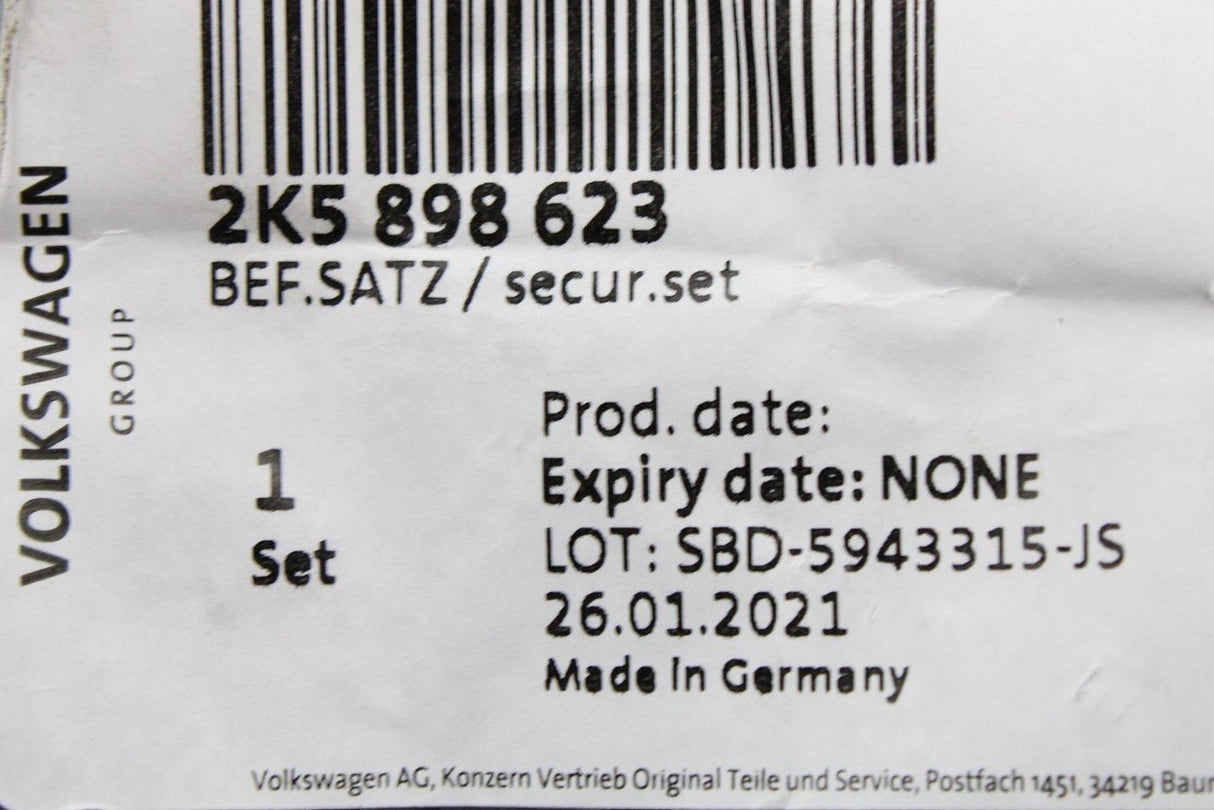 VOLKSWAGEN
GROUP
2K5 898 623
BEF.SATZ / secur.set
1
Set
Prod. date:
Expiry date: NONE
LOT: SBD-5943315-JS
26.01.2021
Made In Germany
Volkswagen AG, Konzern Vertrieb Original Teile und Service, Postfach 1451, 34219